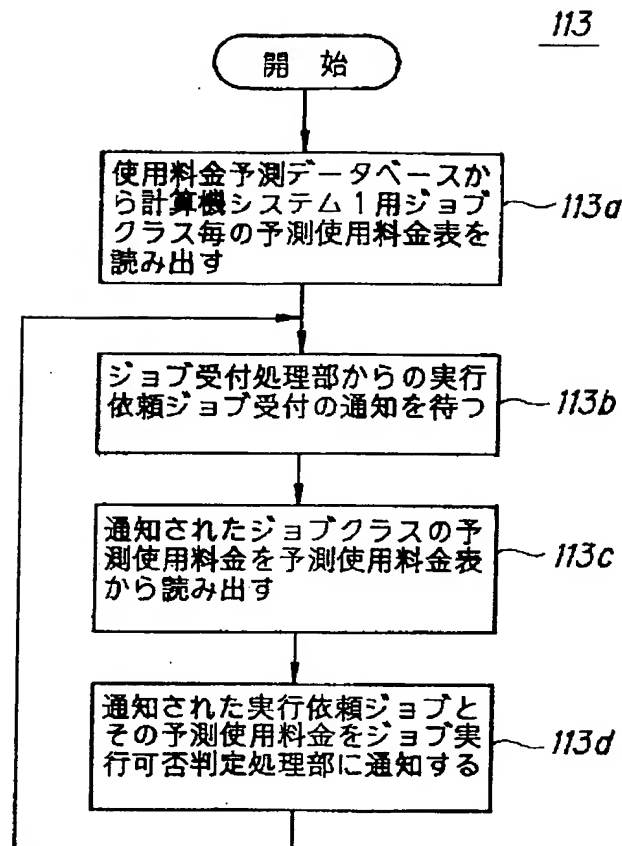 113
開 始
使用料金予測データベースか
ら計算機システム1用ジョブ
クラス毎の予測使用料金表を
読み出す
113a
ジョブ受付処理部からの実行
依頼ジョブ受付の通知を待つ
113b
通知されたジョブクラスの予
測使用料金を予測使用料金表
から読み出す
113c
通知された実行依頼ジョブと
その予測使用料金をジョブ実
行可否判定処理部に通知する
113d